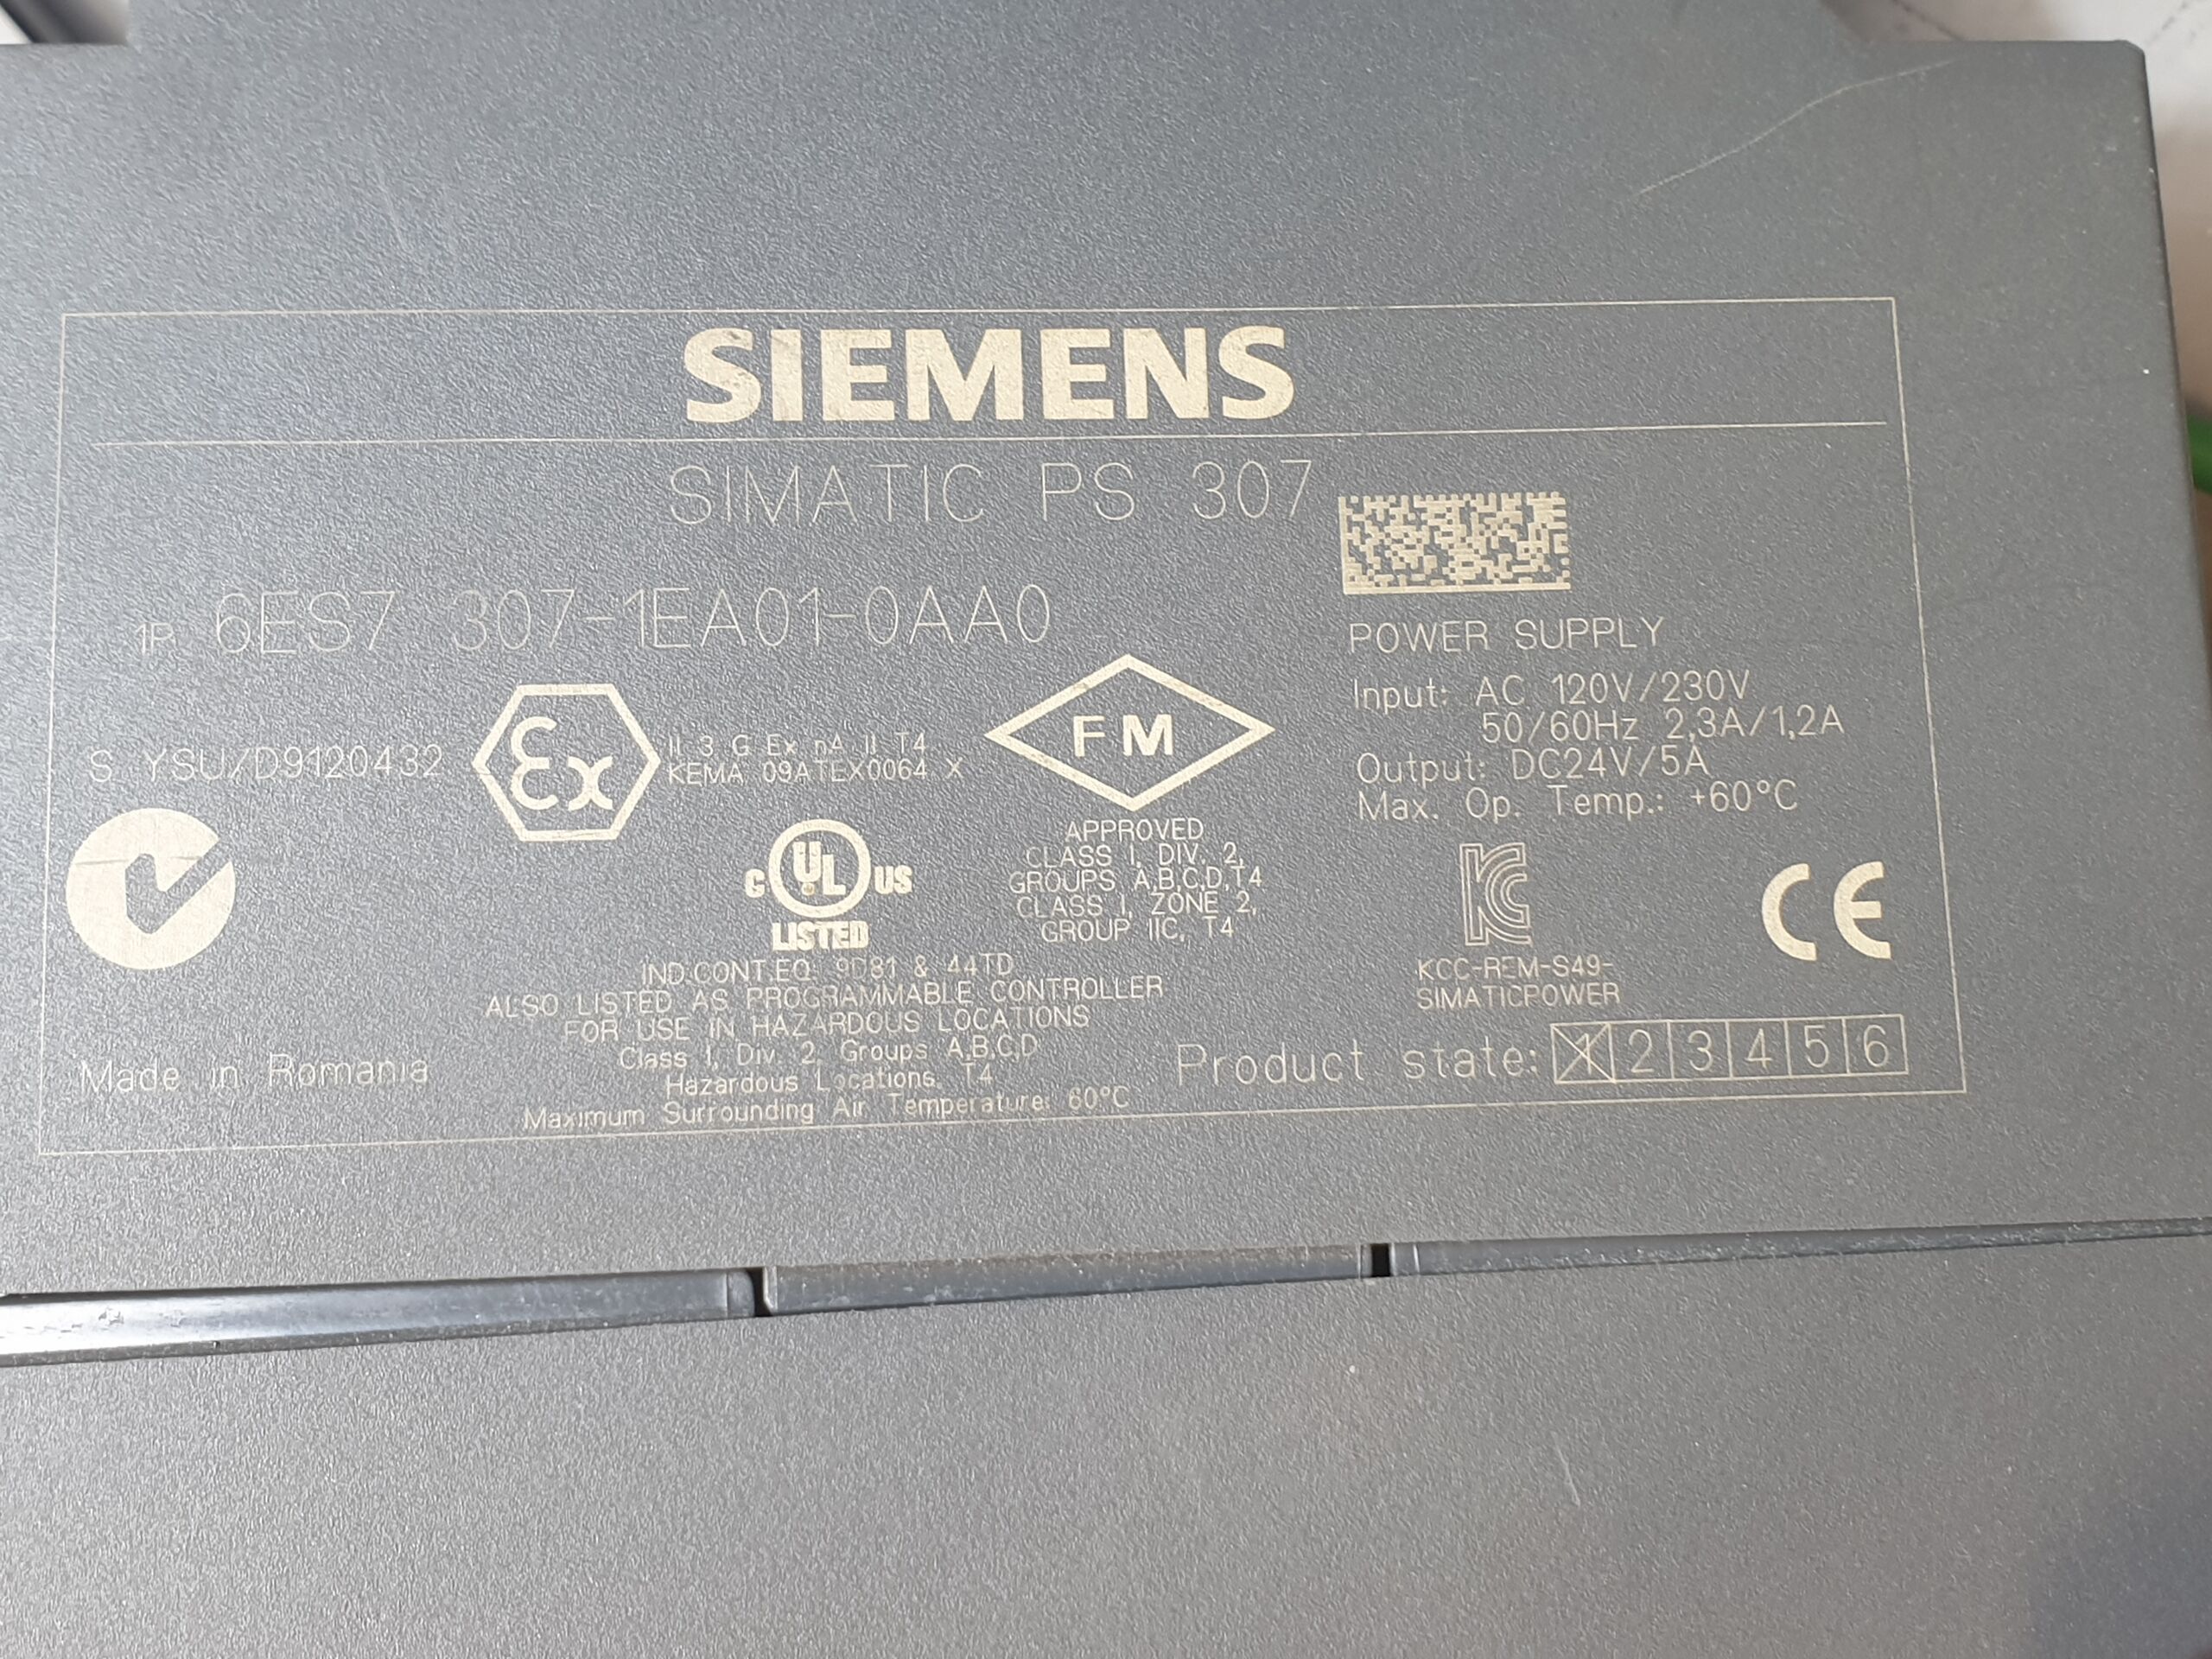 SIEMENS
SIMATIC PS 307
1P 6ES7 307-1EA01-0AA0
POWER SUPPLY
Input: AC 120V/230V
50/60Hz 2,3A/1,2A
Output: DC24V/5A
Max. Op. Temp.: +60°C
S YSU/D9120432
Ex
II 3 G Ex nA II T4
KEMA 09ATEX0064 X
FM
APPROVED
CLASS I, DIV. 2,
GROUPS A,B,C,D,T4
CLASS I, ZONE 2,
GROUP IIC, T4
C UL US
LISTED
IND.CONT.EQ. 9D81 & 44TD
ALSO LISTED AS PROGRAMMABLE CONTROLLER
FOR USE IN HAZARDOUS LOCATIONS
Class I, Div. 2, Groups A,B,C,D
Hazardous Locations, T4
Maximum Surrounding Air Temperature: 60°C
KC
KCC-REM-S49-
SIMATICPOWER
CE
Made in Romania
Product state: 1 2 3 4 5 6